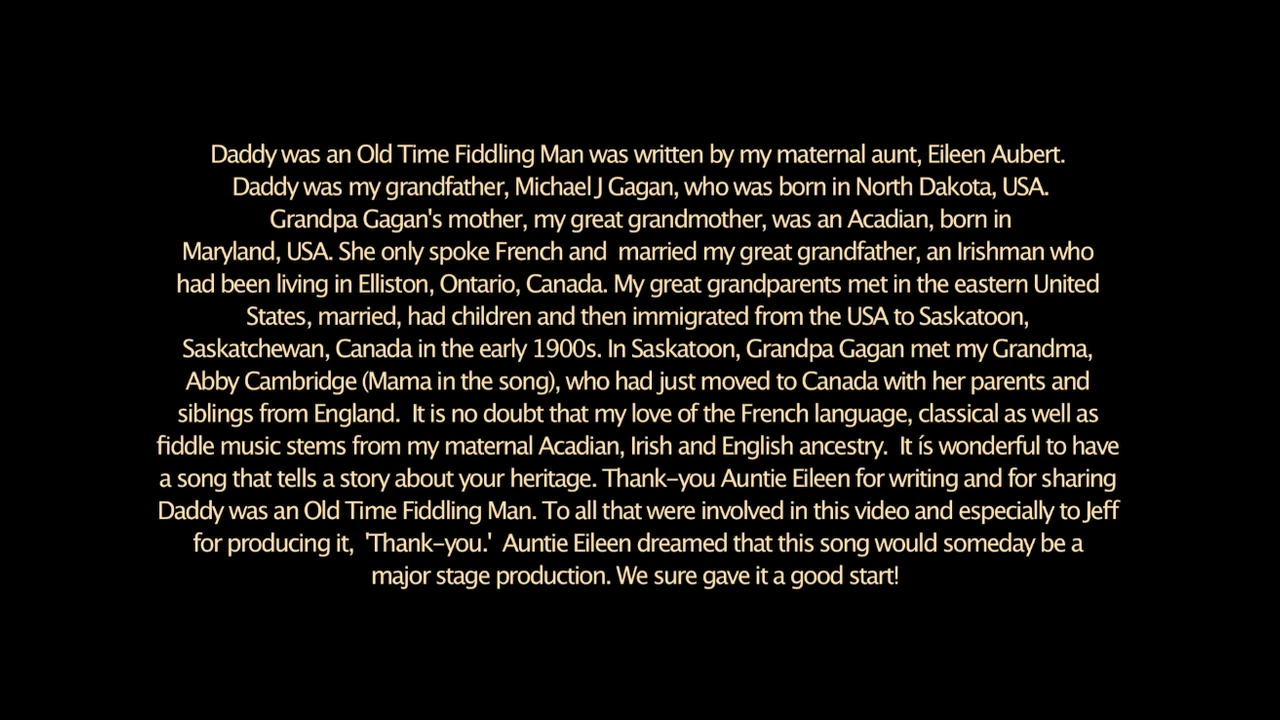 Daddy was an Old Time Fiddling Man was written by my maternal aunt, Eileen Aubert.
Daddy was my grandfather, Michael J Gagan, who was born in North Dakota, USA.
Grandpa Gagan's mother, my great grandmother, was an Acadian, born in
Maryland, USA. She only spoke French and  married my great grandfather, an Irishman who
had been living in Elliston, Ontario, Canada. My great grandparents met in the eastern United
States, married, had children and then immigrated from the USA to Saskatoon,
Saskatchewan, Canada in the early 1900s. In Saskatoon, Grandpa Gagan met my Grandma,
Abby Cambridge (Mama in the song), who had just moved to Canada with her parents and
siblings from England.  It is no doubt that my love of the French language, classical as well as
fiddle music stems from my maternal Acadian, Irish and English ancestry.  It ís wonderful to have
a song that tells a story about your heritage. Thank-you Auntie Eileen for writing and for sharing
Daddy was an Old Time Fiddling Man. To all that were involved in this video and especially to Jeff
for producing it,  'Thank-you.'  Auntie Eileen dreamed that this song would someday be a
major stage production. We sure gave it a good start!